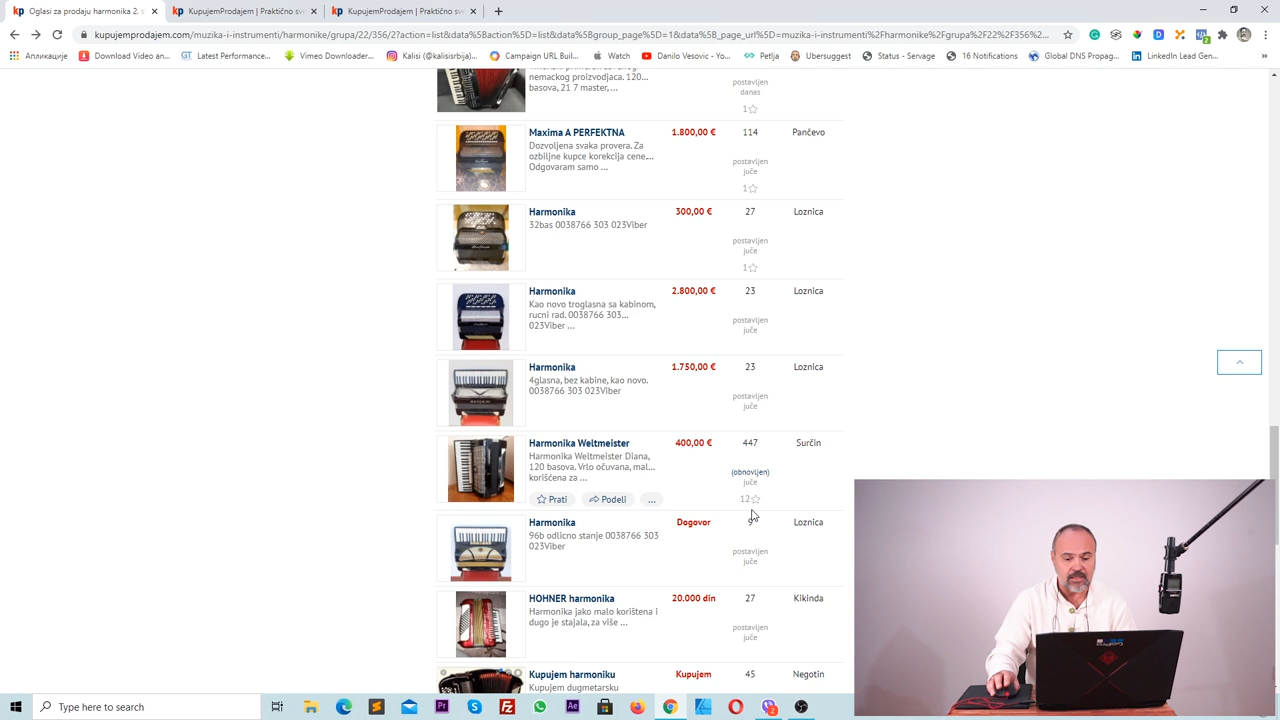 Oglasi za prodaju harmonika 2. s
KupujemProdajem | Praktično sv
KupujemProdajem | Praktično sv
kupujemprodajem.com/muzika-i-instrumenti/harmonike/grupa/22/356/2?action=list&data%5Baction%5D=list&data%5Bgroup_page%5D=1&data%5B_page_url%5D=muzika-i-instrumenti%2Fharmonike%2Fgrupa%2F22%2F356%2F...
Апликације
Download Video an...
Latest Performance...
Vimeo Downloader...
Kalisi (@kalisisrbija)...
Campaign URL Buil...
Watch
Danilo Vesovic - Yo...
Petlja
Ubersuggest
Status - Servage
16 Notifications
Global DNS Propag...
LinkedIn Lead Gen...
»
nemackog proizvodjaca. 120...
basova, 21 7 master, ...
postavljen
danas
1
Maxima A PERFEKTNA
Dozvoljena svaka provera. Za
ozbiljne kupce korekcija cene...
Odgovaram samo ...
1.800,00 €
114
postavljen
juče
1
Pančevo
Harmonika
32bas 0038766 303 023Viber
300,00 €
27
postavljen
juče
1
Loznica
Harmonika
Kao novo troglasna sa kabinom,
rucni rad. 0038766 303...
023Viber ...
2.800,00 €
23
postavljen
juče
Loznica
Harmonika
4glasna, bez kabine, kao novo.
0038766 303 023Viber
1.750,00 €
23
postavljen
juče
Loznica
Harmonika Weltmeister
Harmonika Weltmeister Diana,
120 basova. Vrlo očuvana, mal...
korišćena za ...
Prati
Podeli
...
400,00 €
447
(obnovljen)
juče
12
Surčin
Harmonika
96b odlicno stanje 0038766 303
023Viber
Dogovor
postavljen
juče
Loznica
HOHNER harmonika
Harmonika jako malo korištena i
dugo je stajala, za više ...
20.000 din
27
postavljen
juče
Kikinda
Kupujem harmoniku
Kupujem dugmetarsku
Kupujem
45
Negotin
Type here to search